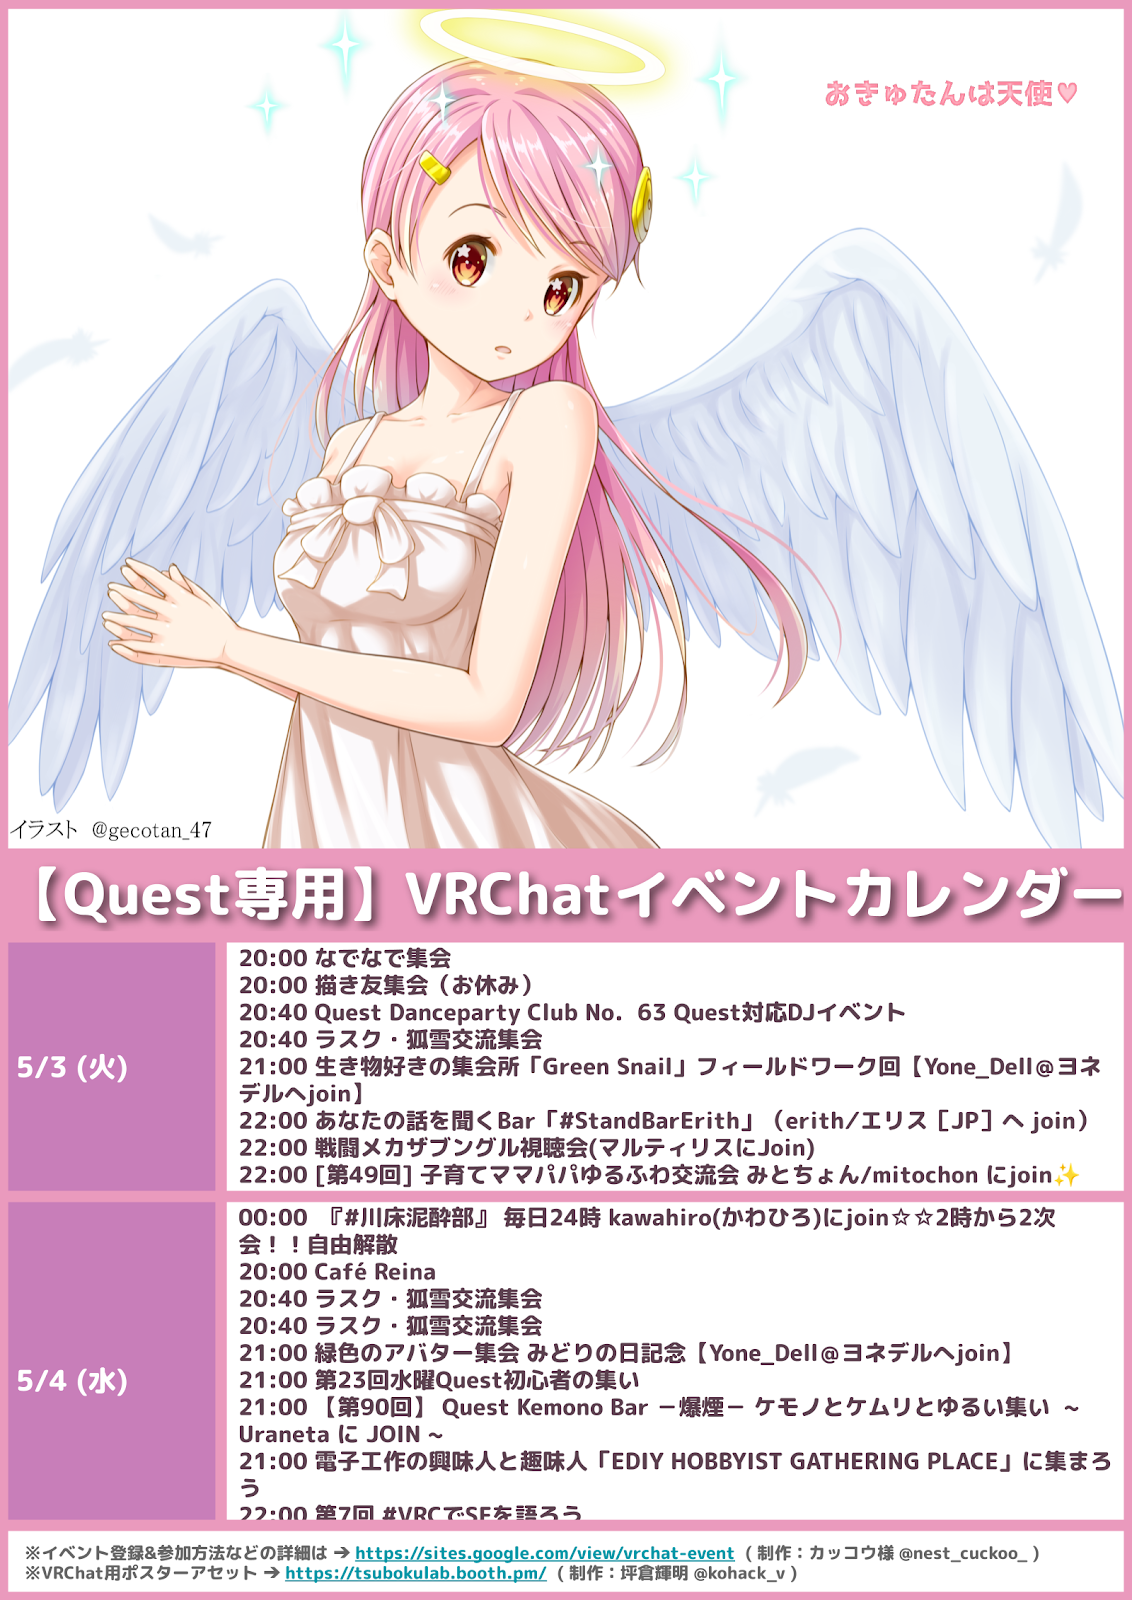 おきゅたんは天使♥
イラスト @gecotan_47
【Quest専用】VRChatイベントカレンダー
5/3 (火)
20:00 なでなで集会
20:00 描き友集会（お休み）
20:40 Quest Danceparty Club No．63 Quest対応DJイベント
20:40 ラスク・狐雪交流集会
21:00 生き物好きの集会所「Green Snail」フィールドワーク回【Yone_Dell＠ヨネ
デルへjoin】
22:00 あなたの話を聞くBar「#StandBarErith」（erith/エリス［JP］へ join）
22:00 戦闘メカザブングル視聴会(マルティリスにJoin)
22:00 [第49回] 子育てママパパゆるふわ交流会 みとちょん/mitochon にjoin✨
5/4 (水)
00:00 『#川床泥酔部』 毎日24時 kawahiro(かわひろ)にjoin☆☆2時から2次
会！！自由解散
20:00 Café Reina
20:40 ラスク・狐雪交流集会
20:40 ラスク・狐雪交流集会
21:00 緑色のアバター集会 みどりの日記念【Yone_Dell＠ヨネデルへjoin】
21:00 第23回水曜Quest初心者の集い
21:00 【第90回】 Quest Kemono Bar －爆煙－ ケモノとケムリとゆるい集い ～
Uraneta に JOIN ~
21:00 電子工作の興味人と趣味人「EDIY HOBBYIST GATHERING PLACE」に集まろ
う
22:00 第7回 #VRCでSFを語ろう
※イベント登録&参加方法などの詳細は → https://sites.google.com/view/vrchat-event ( 制作：カッコウ様 @nest_cuckoo_ )
※VRChat用ポスターアセット → https://tsubokulab.booth.pm/ ( 制作：坪倉輝明 @kohack_v )